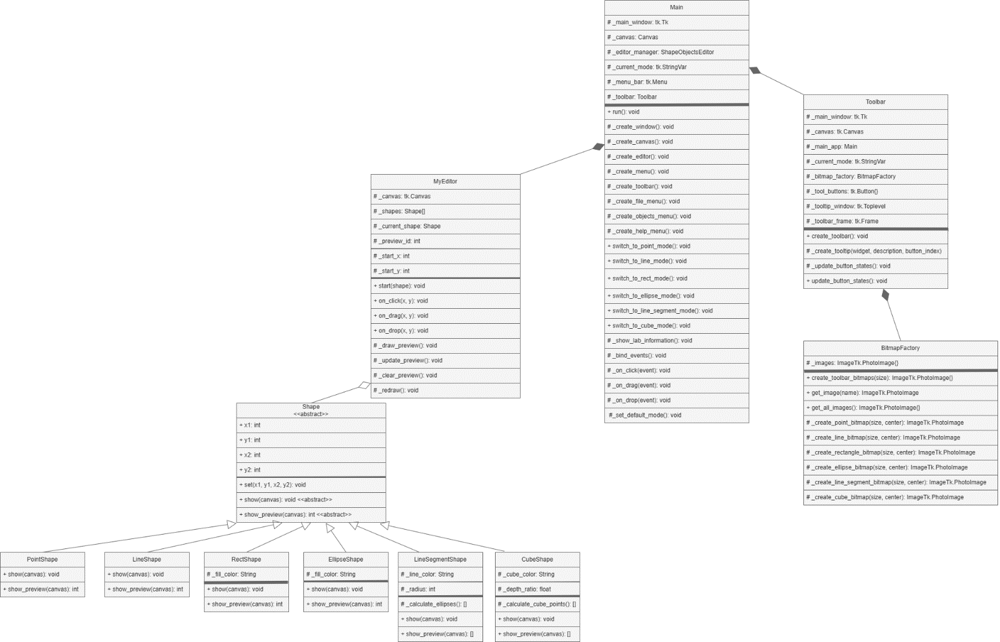 Main
# _main_window: tk.Tk
# _canvas: Canvas
# _editor_manager: ShapeObjectsEditor
# _current_mode: tk.StringVar
# _menu_bar: tk.Menu
# _toolbar: Toolbar
+ run(): void
# _create_window(): void
# _create_canvas(): void
# _create_editor(): void
# _create_menu(): void
# _create_toolbar(): void
# _create_file_menu(): void
# _create_objects_menu(): void
# _create_help_menu(): void
+ switch_to_point_mode(): void
+ switch_to_line_mode(): void
+ switch_to_rect_mode(): void
+ switch_to_ellipse_mode(): void
+ switch_to_line_segment_mode(): void
+ switch_to_cube_mode(): void
# _show_lab_information(): void
# _bind_events(): void
# _on_click(event): void
# _on_drag(event): void
# _on_drop(event): void
#_set_default_mode(): void
Toolbar
# _main_window: tk.Tk
# _canvas: tk.Canvas
# _main_app: Main
# _current_mode: tk.StringVar
# _bitmap_factory: BitmapFactory
# _tool_buttons: tk.Button{}
# _tooltip_window: tk.Toplevel
# _toolbar_frame: tk.Frame
+ create_toolbar(): void
# _create_tooltip(widget, description, button_index)
# _update_button_states(): void
+ update_button_states(): void
MyEditor
# _canvas: tk.Canvas
# _shapes: Shape[]
# _current_shape: Shape
# _preview_id: int
# _start_x: int
# _start_y: int
+ start(shape): void
+ on_click(x, y): void
+ on_drag(x, y): void
+ on_drop(x, y): void
# _draw_preview(): void
# _update_preview(): void
# _clear_preview(): void
# _redraw(): void
BitmapFactory
# _images: ImageTk.PhotoImage{}
+ create_toolbar_bitmaps(size): ImageTk.PhotoImage{}
+ get_image(name): ImageTk.PhotoImage
+ get_all_images(): ImageTk.PhotoImage{}
# _create_point_bitmap(size, center): ImageTk.PhotoImage
# _create_line_bitmap(size, center): ImageTk.PhotoImage
# _create_rectangle_bitmap(size, center): ImageTk.PhotoImage
# _create_ellipse_bitmap(size, center): ImageTk.PhotoImage
# _create_line_segment_bitmap(size, center): ImageTk.PhotoImage
# _create_cube_bitmap(size, center): ImageTk.PhotoImage
Shape
<<abstract>>
+ x1: int
+ y1: int
+ x2: int
+ y2: int
+ set(x1, y1, x2, y2): void
+ show(canvas): void <<abstract>>
+ show_preview(canvas): int <<abstract>>
PointShape
+ show(canvas): void
+ show_preview(canvas): int
LineShape
+ show(canvas): void
+ show_preview(canvas): int
RectShape
# _fill_color: String
+ show(canvas): void
+ show_preview(canvas): int
EllipseShape
# _fill_color: String
+ show(canvas): void
+ show_preview(canvas): int
LineSegmentShape
# _line_color: String
# _radius: int
# _calculate_ellipses(): []
+ show(canvas): void
+ show_preview(canvas): []
CubeShape
# _cube_color: String
# _depth_ratio: float
# _calculate_cube_points(): []
+ show(canvas): void
+ show_preview(canvas): []